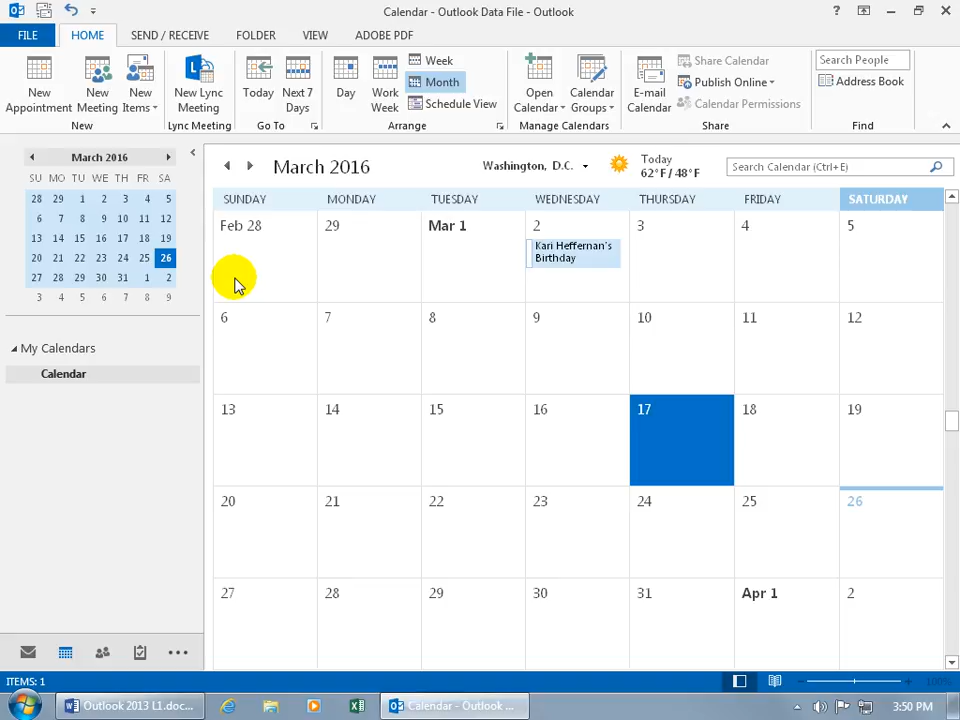 Calendar - Outlook Data File - Outlook
?
FILE HOME SEND / RECEIVE FOLDER VIEW ADOBE PDF
New Appointment
New Meeting
New Items
New
New Lync Meeting
Lync Meeting
Today
Next 7 Days
Go To
Day
Work Week
Week
Month
Schedule View
Arrange
Open Calendar
Calendar Groups
Manage Calendars
E-mail Calendar
Share Calendar
Publish Online
Calendar Permissions
Share
Search People
Address Book
Find
March 2016
SU MO TU WE TH FR SA
28 29 1 2 3 4 5
6 7 8 9 10 11 12
13 14 15 16 17 18 19
20 21 22 23 24 25 26
27 28 29 30 31 1 2
3 4 5 6 7 8 9
My Calendars
Calendar
March 2016
Washington, D.C.
Today
62°F / 48°F
Search Calendar (Ctrl+E)
SUNDAY MONDAY TUESDAY WEDNESDAY THURSDAY FRIDAY SATURDAY
Feb 28 29 Mar 1 2 3 4 5
Kari Heffernan's
Birthday
6 7 8 9 10 11 12
13 14 15 16 17 18 19
20 21 22 23 24 25 26
27 28 29 30 31 Apr 1 2
ITEMS: 1
100%
Outlook 2013 L1.doc...
Calendar - Outlook ...
3:50 PM